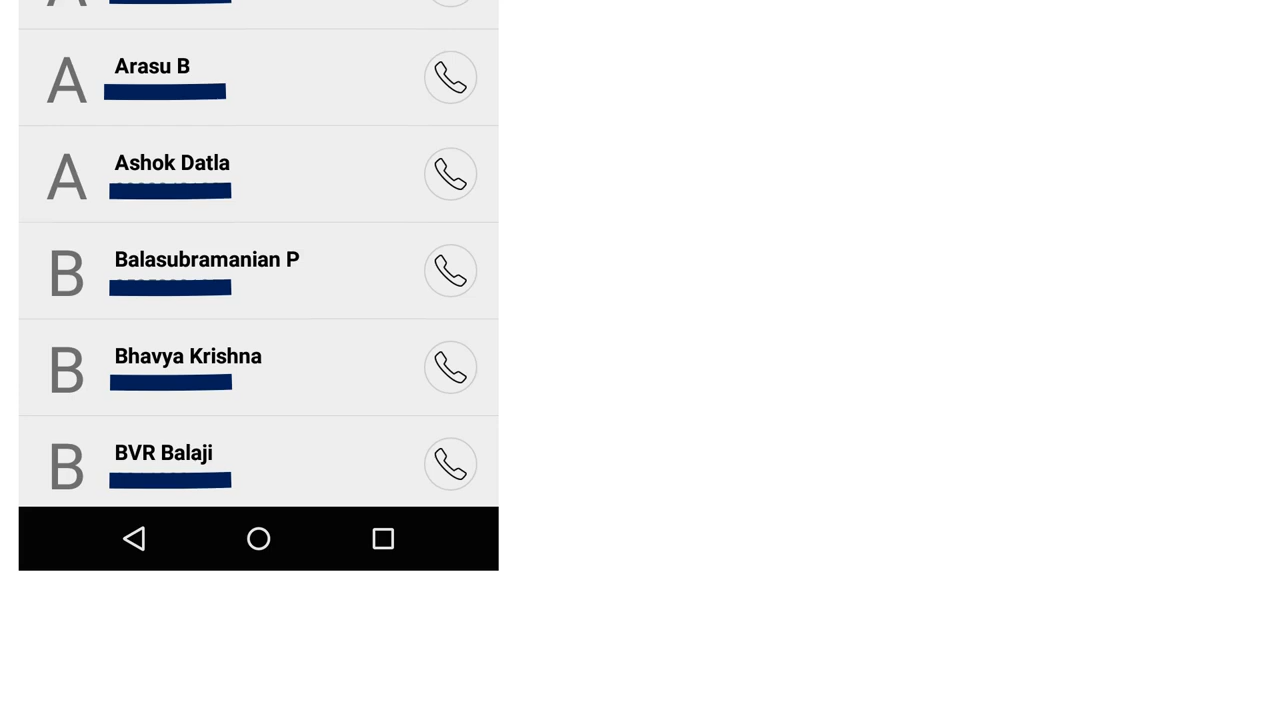 A
Arasu B
A
Ashok Datla
B
Balasubramanian P
B
Bhavya Krishna
B
BVR Balaji